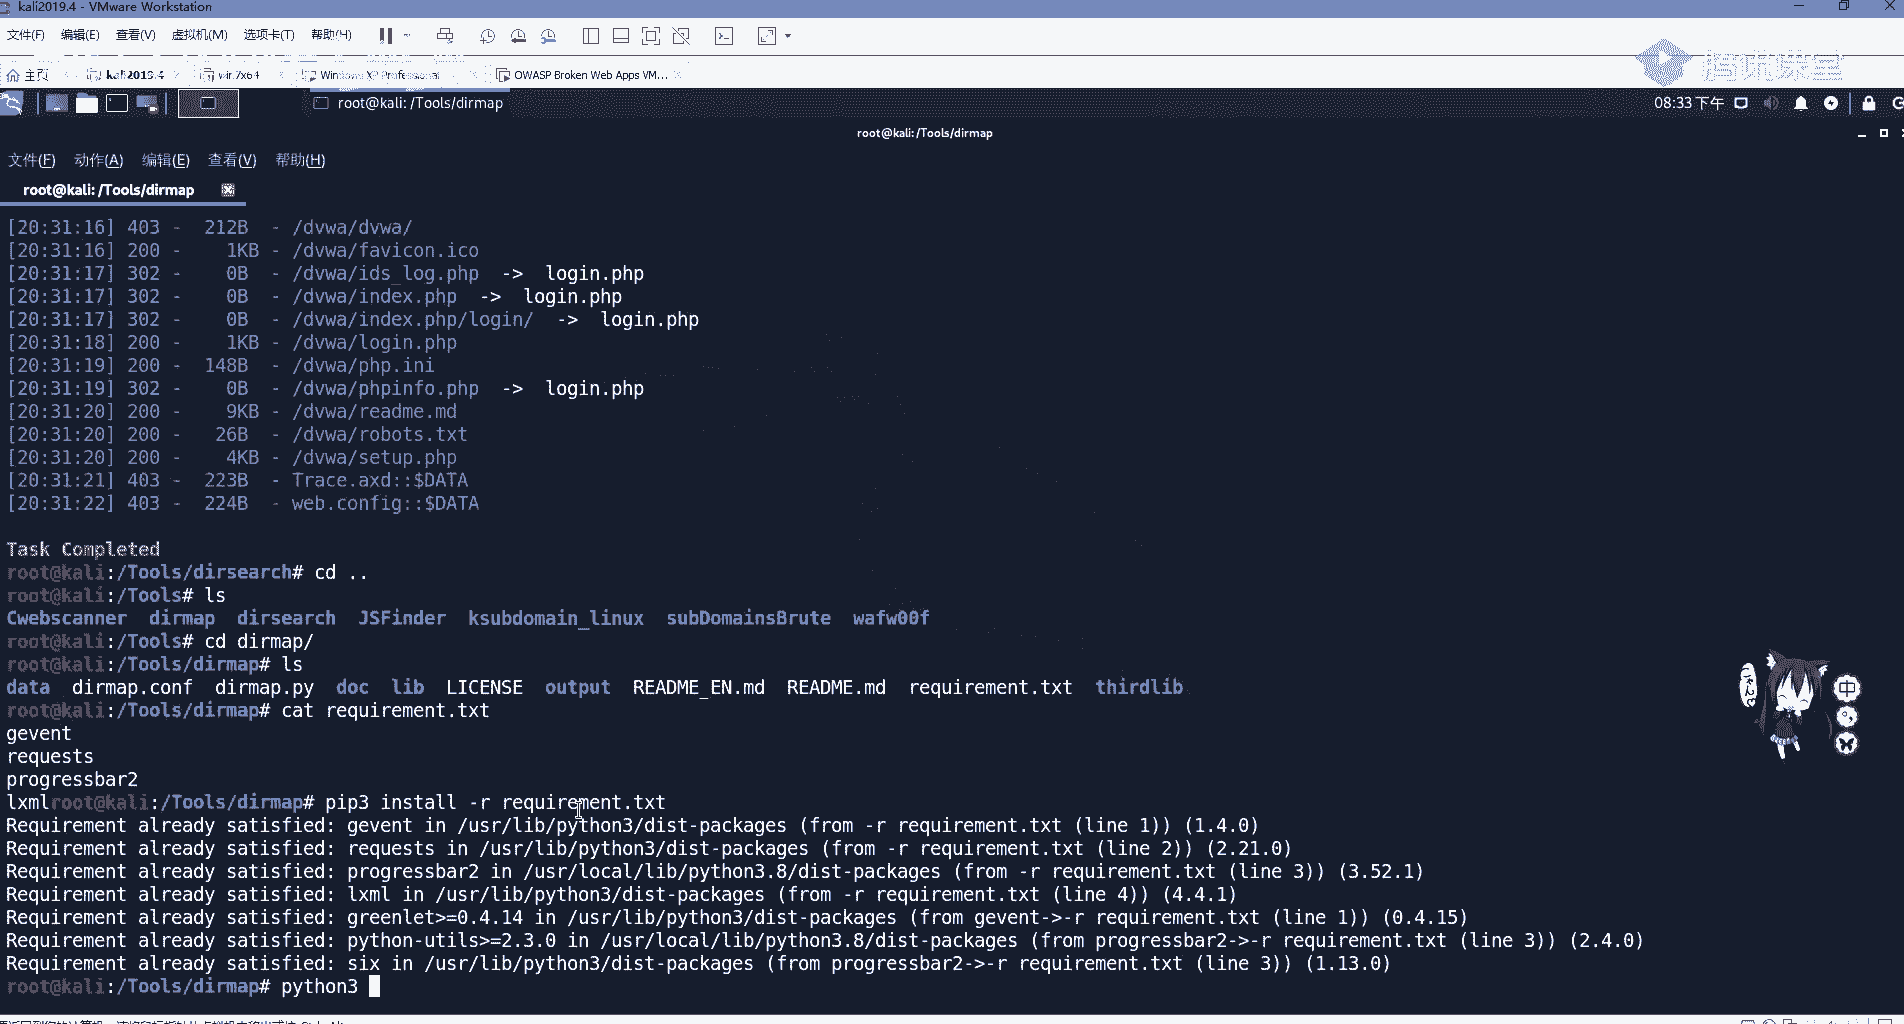 kali2019.4 - VMware Workstation
文件(F) 编辑(E) 查看(V) 虚拟机(M) 选项卡(T) 帮助(H)
主页 kali2019.4 win7x64 Windows XP Professional OWASP Broken Web Apps VM...
腾讯课堂
root@kali: /Tools/dirmap 08:33 下午
root@kali:/Tools/dirmap
文件(F) 动作(A) 编辑(E) 查看(V) 帮助(H)
root@kali: /Tools/dirmap
[20:31:16] 403 - 212B - /dvwa/dvwa/
[20:31:16] 200 - 1KB - /dvwa/favicon.ico
[20:31:17] 302 - 0B - /dvwa/ids_log.php -> login.php
[20:31:17] 302 - 0B - /dvwa/index.php -> login.php
[20:31:17] 302 - 0B - /dvwa/index.php/login/ -> login.php
[20:31:18] 200 - 1KB - /dvwa/login.php
[20:31:19] 200 - 148B - /dvwa/php.ini
[20:31:19] 302 - 0B - /dvwa/phpinfo.php -> login.php
[20:31:20] 200 - 9KB - /dvwa/readme.md
[20:31:20] 200 - 26B - /dvwa/robots.txt
[20:31:20] 200 - 4KB - /dvwa/setup.php
[20:31:21] 403 - 223B - Trace.axd::$DATA
[20:31:22] 403 - 224B - web.config::$DATA
Task Completed
root@kali:/Tools/dirsearch# cd ..
root@kali:/Tools# ls
Cwebscanner dirmap dirsearch JSFinder ksubdomain_linux subDomainsBrute wafw00f
root@kali:/Tools# cd dirmap/
root@kali:/Tools/dirmap# ls
data dirmap.conf dirmap.py doc lib LICENSE output README_EN.md README.md requirement.txt thirdlib
root@kali:/Tools/dirmap# cat requirement.txt
gevent
requests
progressbar2
lxmlroot@kali:/Tools/dirmap# pip3 install -r requirement.txt
Requirement already satisfied: gevent in /usr/lib/python3/dist-packages (from -r requirement.txt (line 1)) (1.4.0)
Requirement already satisfied: requests in /usr/lib/python3/dist-packages (from -r requirement.txt (line 2)) (2.21.0)
Requirement already satisfied: progressbar2 in /usr/local/lib/python3.8/dist-packages (from -r requirement.txt (line 3)) (3.52.1)
Requirement already satisfied: lxml in /usr/lib/python3/dist-packages (from -r requirement.txt (line 4)) (4.4.1)
Requirement already satisfied: greenlet>=0.4.14 in /usr/lib/python3/dist-packages (from gevent->-r requirement.txt (line 1)) (0.4.15)
Requirement already satisfied: python-utils>=2.3.0 in /usr/local/lib/python3.8/dist-packages (from progressbar2->-r requirement.txt (line 3)) (2.4.0)
Requirement already satisfied: six in /usr/lib/python3/dist-packages (from progressbar2->-r requirement.txt (line 3)) (1.13.0)
root@kali:/Tools/dirmap# python3
中